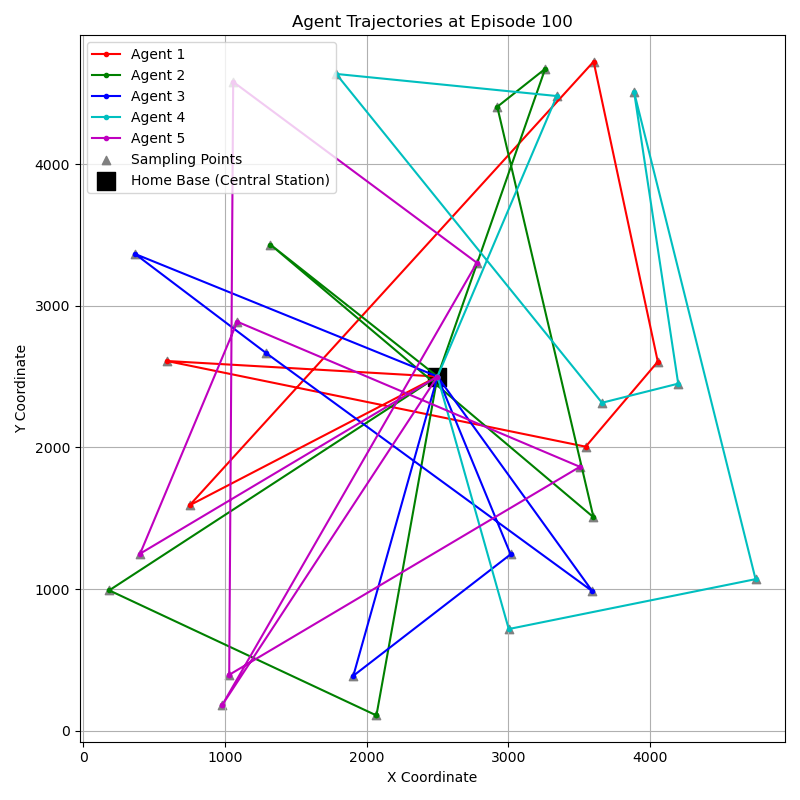 Agent Trajectories at Episode 100
Agent 1
Agent 2
Agent 3
Agent 4
Agent 5
Sampling Points
Home Base (Central Station)
Y Coordinate
4000
3000
2000
1000
0
0 1000 2000 3000 4000
X Coordinate